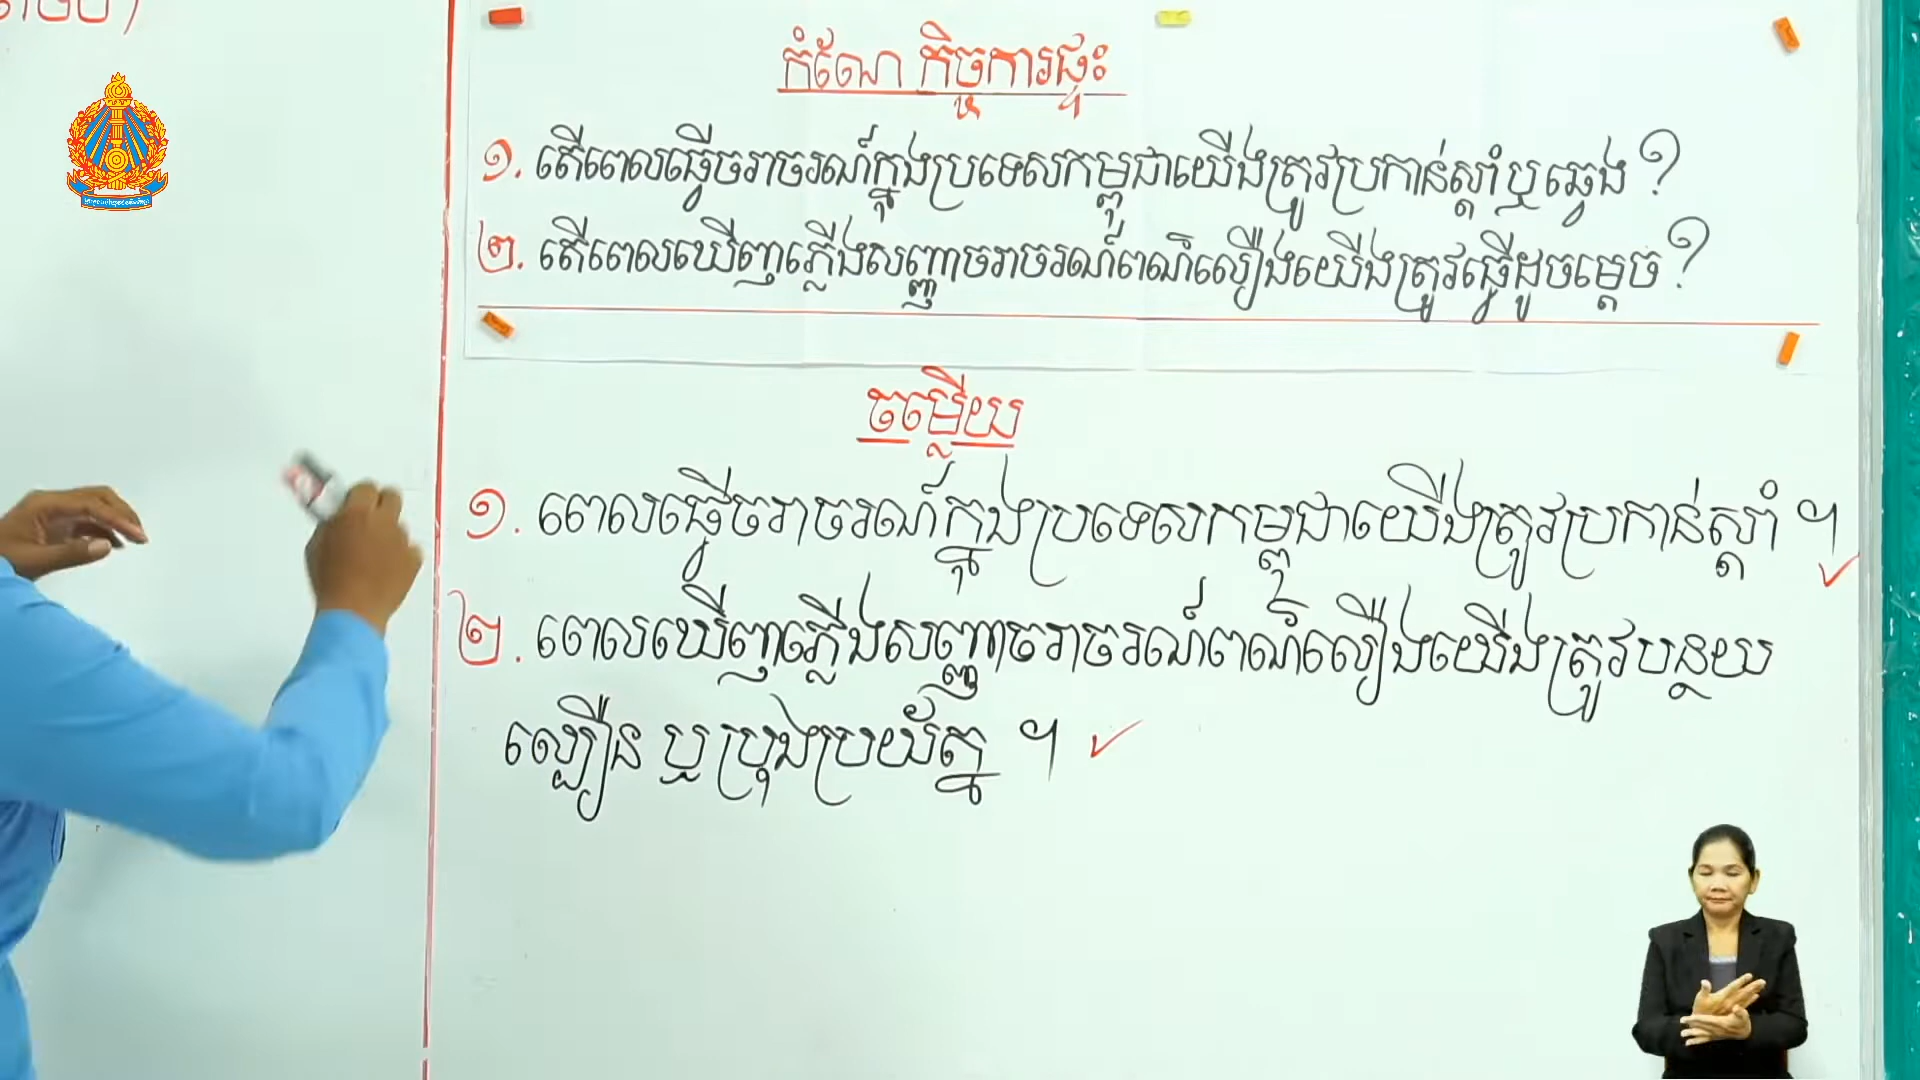 កំណែ កិច្ចការផ្ទះ
១. តើពេលធ្វើចរាចរណ៍ក្នុងប្រទេសកម្ពុជាយើងត្រូវប្រកាន់ស្ដាំឬឆ្វេង ?
២. តើពេលឃើញភ្លើងសញ្ញាចរាចរណ៍ពណ៌លឿងយើងត្រូវធ្វើដូចម្ដេច ?
ចម្លើយ
១. ពេលធ្វើចរាចរណ៍ក្នុងប្រទេសកម្ពុជាយើងត្រូវប្រកាន់ស្ដាំ ។
២. ពេលឃើញភ្លើងសញ្ញាចរាចរណ៍ពណ៌លឿងយើងត្រូវបន្ថយ
ល្បឿន ឬប្រុងប្រយ័ត្ន ។